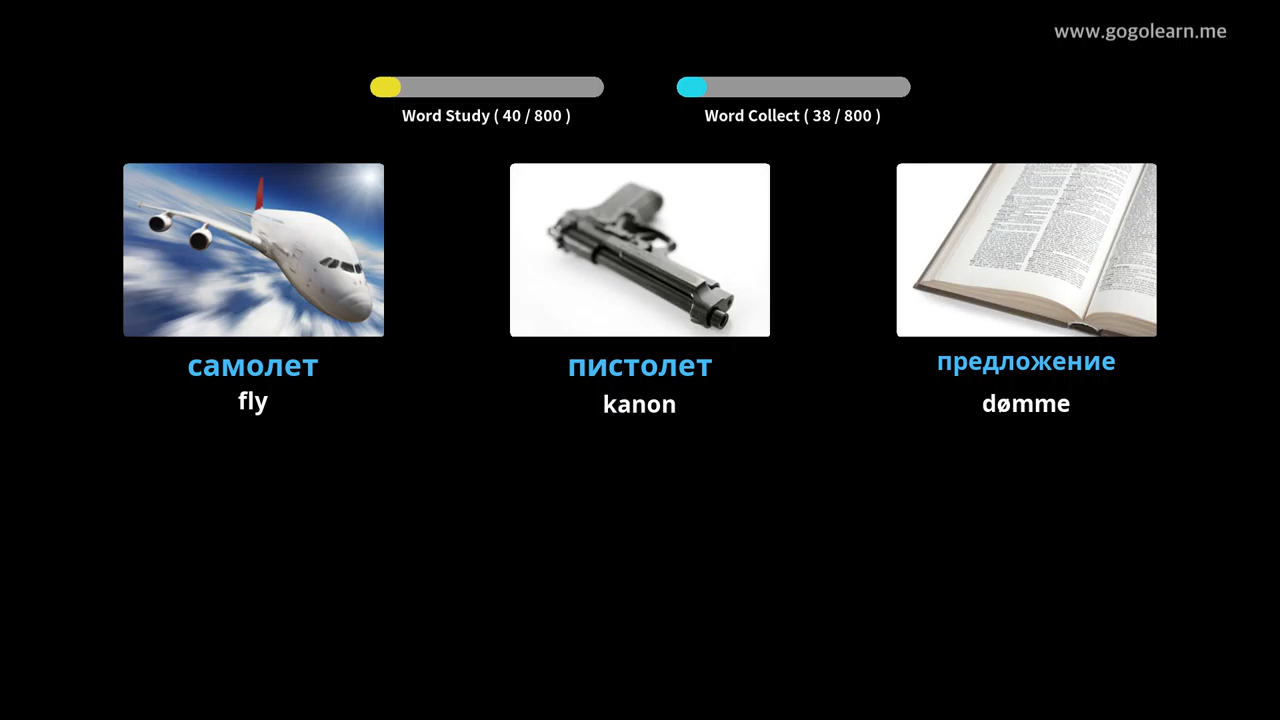 www.gogolearn.me
Word Study ( 40 / 800 )
Word Collect ( 38 / 800 )
самолет
fly
пистолет
kanon
предложение
dømme